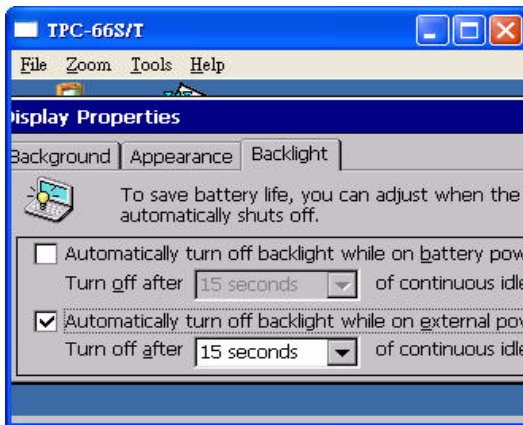 TPC-66S/T
File Zoom Tools Help
Display Properties
Background Appearance Backlight
To save battery life, you can adjust when the
automatically shuts off.
Automatically turn off backlight while on battery pow
Turn off after 15 seconds of continuous idle
Automatically turn off backlight while on external pov
Turn off after 15 seconds of continuous idle